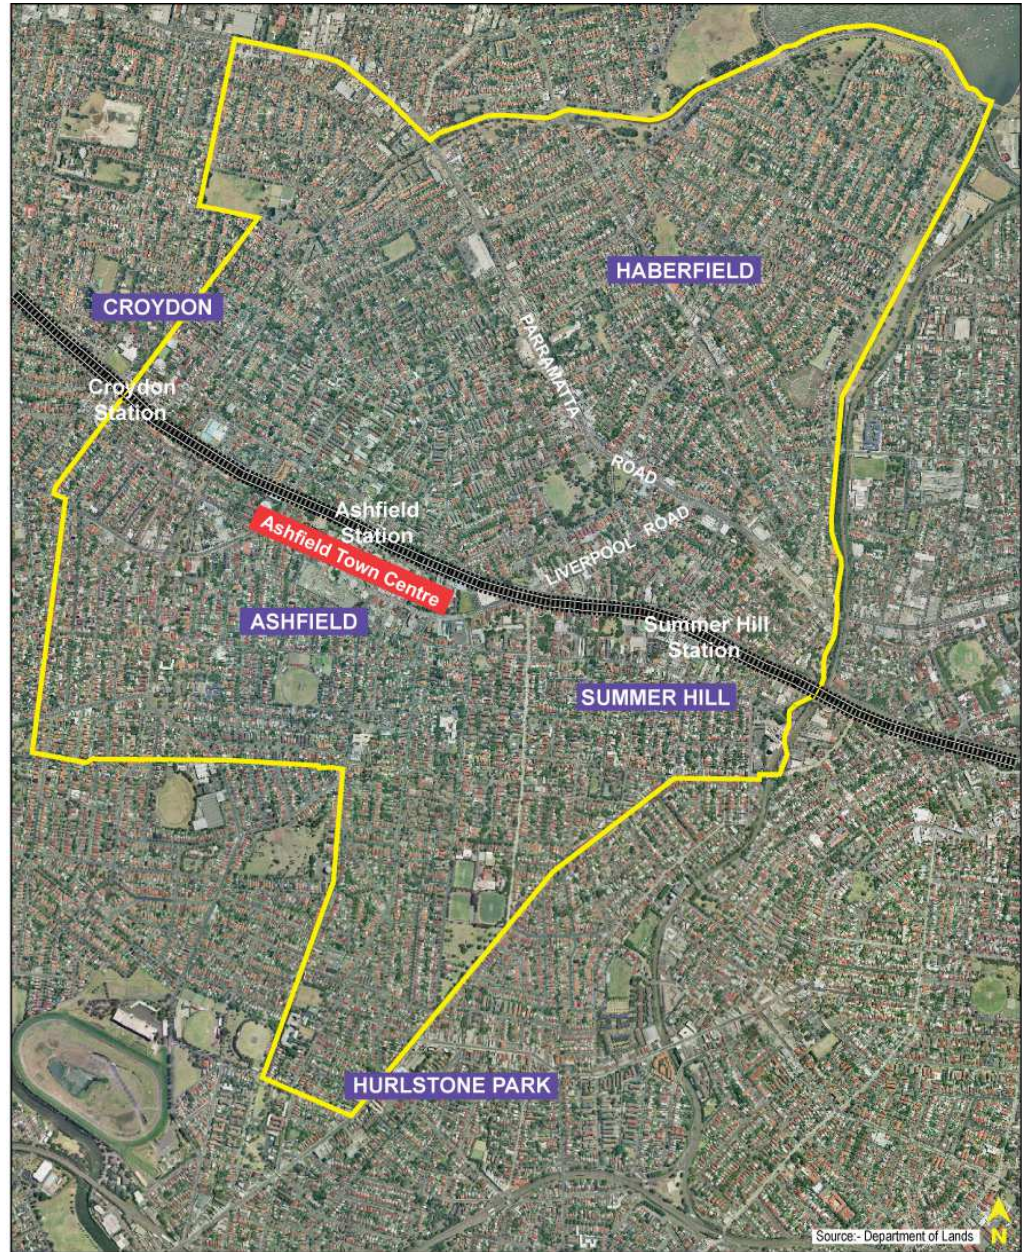 HABERFIELD
CROYDON
PARRAMATTA
ROAD
Croydon
Station
Ashfield
Station
LIVERPOOL ROAD
Ashfield Town Centre
ASHFIELD
Summer Hill
Station
SUMMER HILL
HURLSTONE PARK
Source:- Department of Lands
N